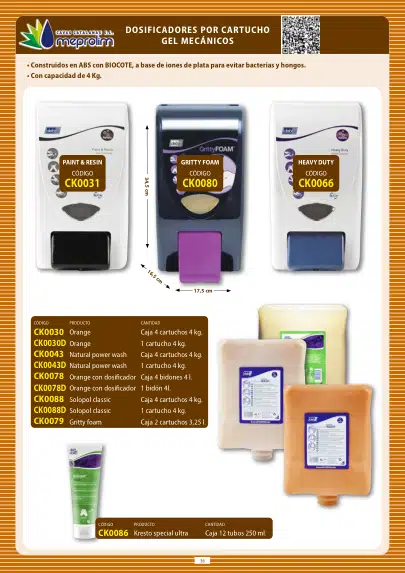 CAPAS CATALANAS S.L.
meprolim
DOSIFICADORES POR CARTUCHO
GEL MECÁNICOS
• Construidos en ABS con BIOCOTE, a base de iones de plata para evitar bacterias y hongos.
• Con capacidad de 4 Kg.
PAINT & RESIN
CÓDIGO
CK0031
GrittyFOAM
GRITTY FOAM
CÓDIGO
CK0080
HEAVY DUTY
CÓDIGO
CK0066
34.5 cm
16.5 cm
17.5 cm
CÓDIGO PRODUCTO CANTIDAD
CK0030 Orange Caja 4 cartuchos 4 kg.
CK0030D Orange 1 cartucho 4 kg.
CK0043 Natural power wash Caja 4 cartuchos 4 kg.
CK0043D Natural power wash 1 cartucho 4 kg.
CK0078 Orange con dosificador Caja 4 bidones 4 l.
CK0078D Orange con dosificador 1 bidón 4l.
CK0088 Solopol classic Caja 4 cartuchos 4 kg.
CK0088D Solopol classic 1 cartucho 4 kg.
CK0079 Gritty foam Caja 2 cartuchos 3,25 l.
CÓDIGO PRODUCTO CANTIDAD
CK0086 Kresto special ultra Caja 12 tubos 250 ml.